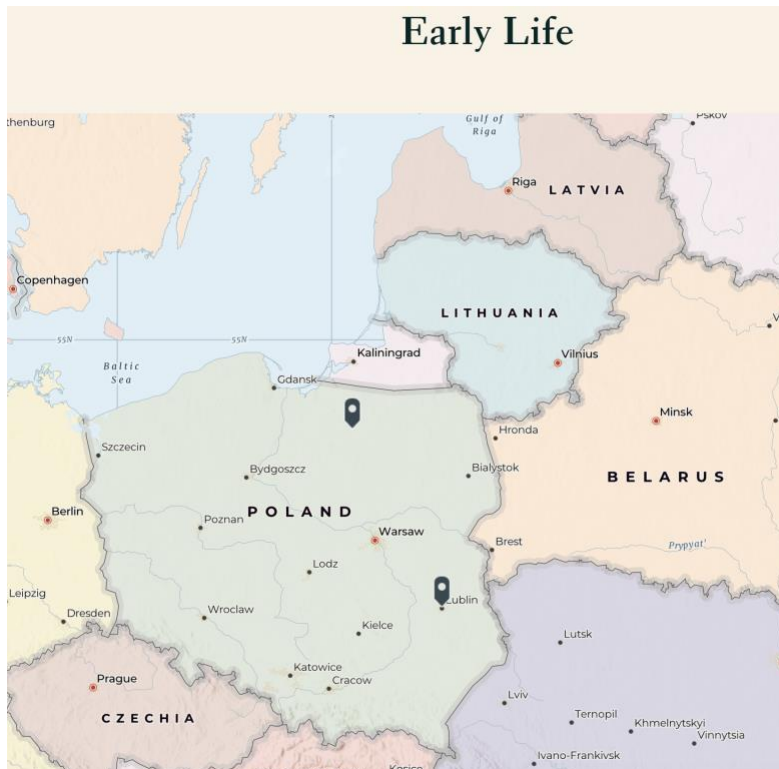 Early Life
thenburg
Gulf of
Riga
Pskov
Riga
LATVIA
Copenhagen
LITHUANIA
55N
55N
Baltic
Sea
Kaliningrad
Vilnius
Gdansk
Minsk
Szczecin
Hronda
Bydgoszcz
Bialystok
BELARUS
POLAND
Berlin
Poznan
Warsaw
Brest
Prypyat'
Lodz
Leipzig
Dresden
Wroclaw
Lublin
Kielce
Lutsk
Katowice
Cracow
Prague
Lviv
CZECHIA
Ternopil
Khmelnytskyi
Vinnytsia
Ivano-Frankivsk